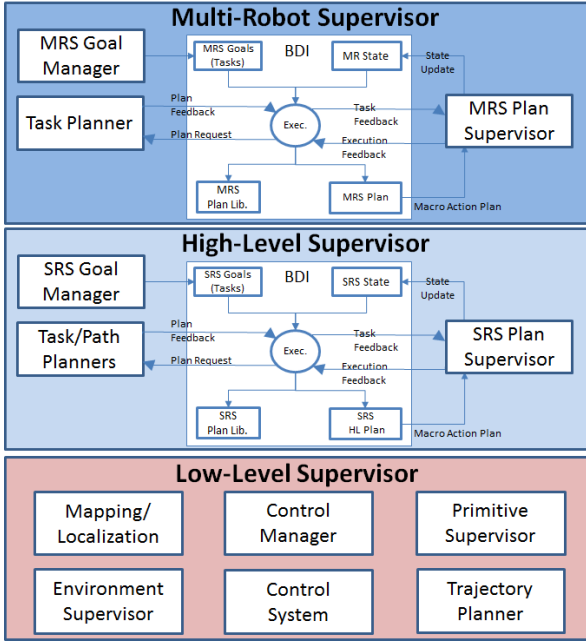 Multi-Robot Supervisor
MRS Goal
Manager
MRS Goals
(Tasks)
BDI
MR State
State
Update
Task Planner
Plan
Feedback
Plan Request
Exec.
Task
Feedback
Execution
Feedback
MRS Plan
Supervisor
MRS
Plan Lib.
MRS Plan
Macro Action Plan
High-Level Supervisor
SRS Goal
Manager
SRS Goals
(Tasks)
BDI
SRS State
State
Update
Task/Path
Planners
Plan
Feedback
Plan Request
Exec.
Task
Feedback
Execution
Feedback
SRS Plan
Supervisor
SRS
Plan Lib.
SRS
HL Plan
Macro Action Plan
Low-Level Supervisor
Mapping/
Localization
Control
Manager
Primitive
Supervisor
Environment
Supervisor
Control
System
Trajectory
Planner